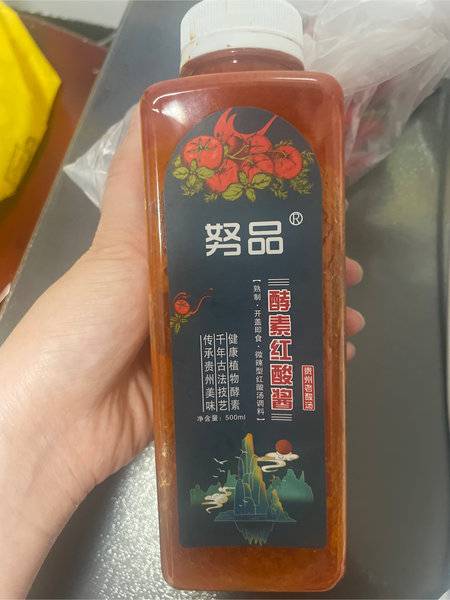 努品®
酵素红酸酱
贵州老酸汤
【熟制·开盖即食·微辣型红酸汤调料】
健康植物酵素
千年古法技艺
传承贵州美味
净含量：500ml